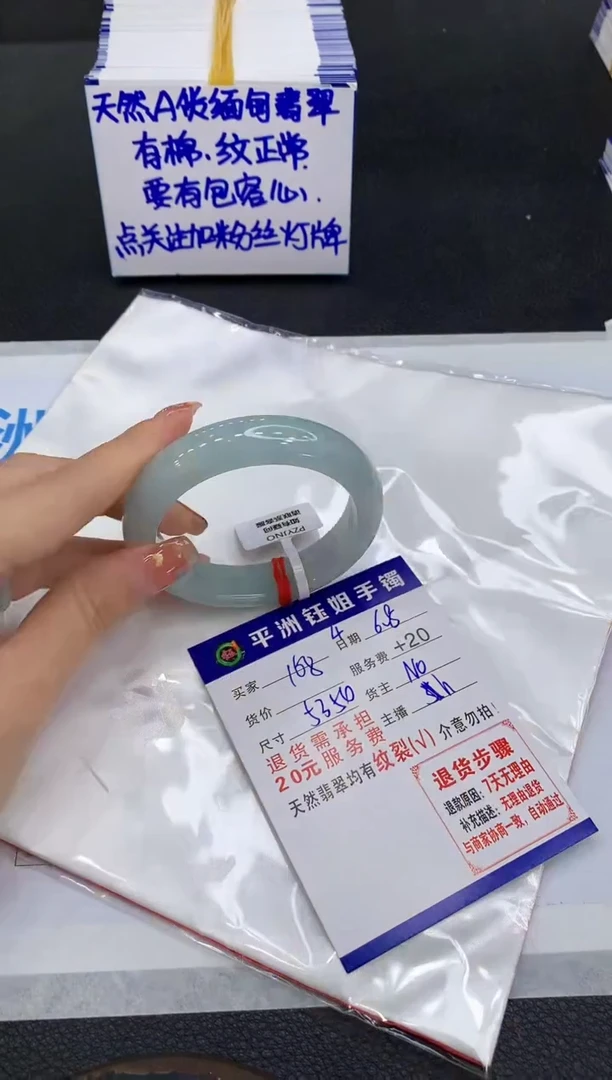 天然A货缅甸翡翠
有棉、纹正常
要有包容心、
点关注加粉丝灯牌
洲
PZYJNO
平洲钰姐手镯
买家 168 4 日期 6.8
货价 服务费 +20
尺寸 5350 货主 No
主播
退货需承担
20元服务费
天然翡翠均有纹裂(\/) 介意勿拍！
退货步骤
退款原因：7天无理由
补充描述：无理由退货
与商家协商一致，自动通过